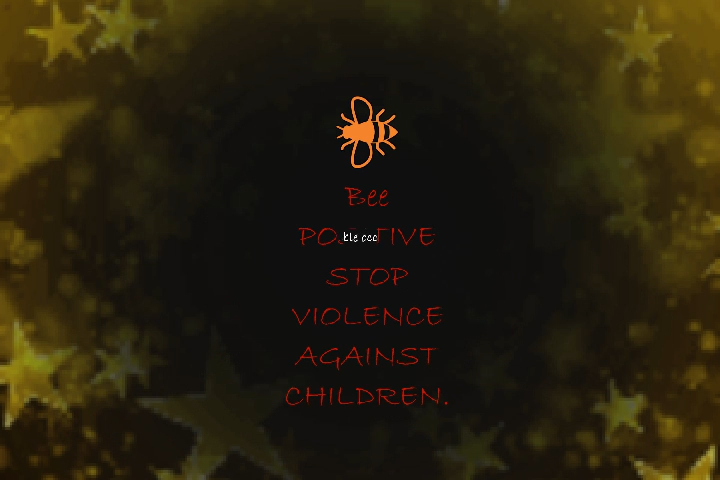 Bee
STOP
VIOLENCE
AGAINST
CHILDREN.